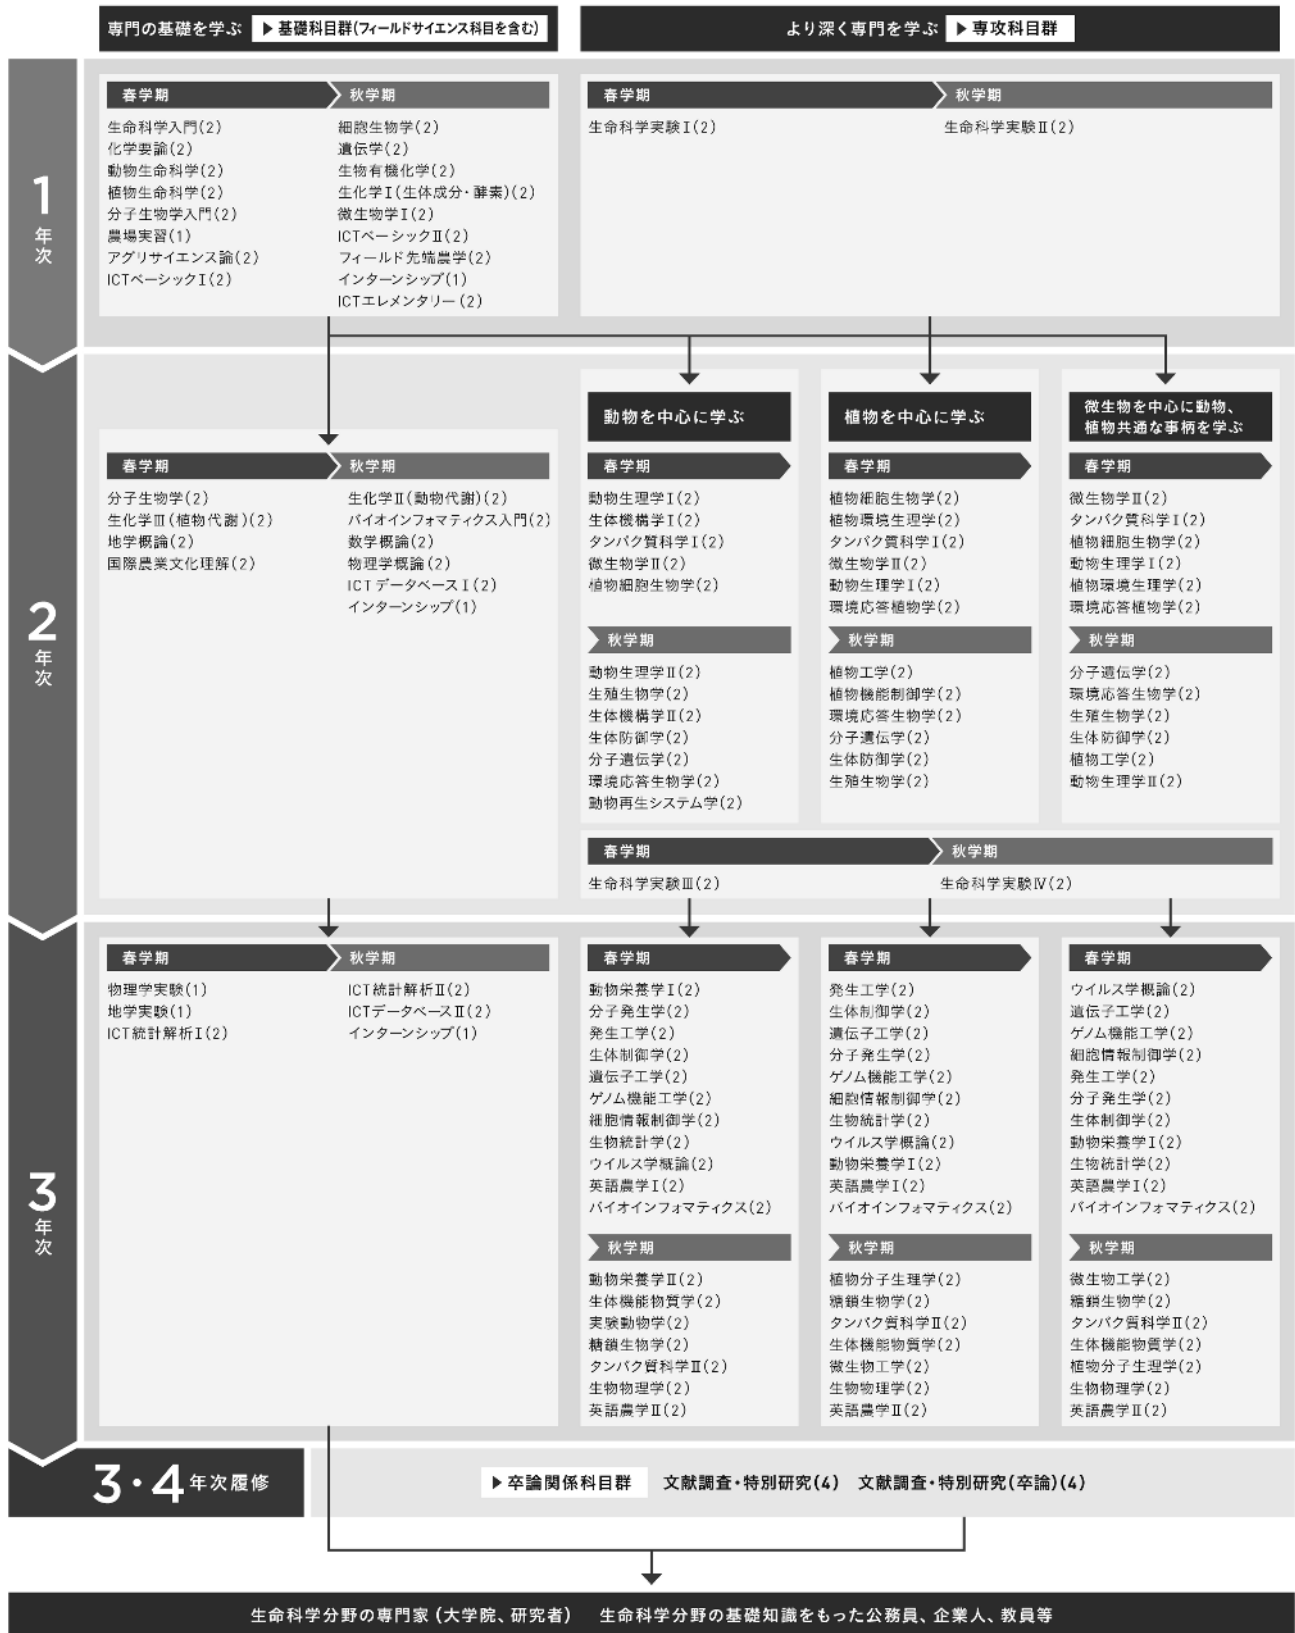 専門の基礎を学ぶ ▶基礎科目群(フィールドサイエンス科目を含む)
より深く専門を学ぶ ▶専攻科目群
1年次
春学期
生命科学入門(2)
化学要論(2)
動物生命科学(2)
植物生命科学(2)
分子生物学入門(2)
農場実習(1)
アグリサイエンス論(2)
ICTベーシックⅠ(2)
秋学期
細胞生物学(2)
遺伝学(2)
生物有機化学(2)
生化学Ⅰ(生体成分・酵素)(2)
微生物学Ⅰ(2)
ICTベーシックⅡ(2)
フィールド先端農学(2)
インターンシップ(1)
ICTエレメンタリー(2)
春学期
生命科学実験Ⅰ(2)
秋学期
生命科学実験Ⅱ(2)
2年次
春学期
分子生物学(2)
生化学Ⅲ(植物代謝)(2)
地学概論(2)
国際農業文化理解(2)
秋学期
生化学Ⅱ(動物代謝)(2)
バイオインフォマティクス入門(2)
数学概論(2)
物理学概論(2)
ICTデータベースⅠ(2)
インターンシップ(1)
動物を中心に学ぶ
春学期
動物生理学Ⅰ(2)
生体機構学Ⅰ(2)
タンパク質科学Ⅰ(2)
微生物学Ⅱ(2)
植物細胞生物学(2)
秋学期
動物生理学Ⅱ(2)
生殖生物学(2)
生体機構学Ⅱ(2)
生体防御学(2)
分子遺伝学(2)
環境応答生物学(2)
動物再生システム学(2)
植物を中心に学ぶ
春学期
植物細胞生物学(2)
植物環境生理学(2)
タンパク質科学Ⅰ(2)
微生物学Ⅱ(2)
動物生理学Ⅰ(2)
環境応答植物学(2)
秋学期
植物工学(2)
植物機能制御学(2)
環境応答生物学(2)
分子遺伝学(2)
生体防御学(2)
生殖生物学(2)
微生物を中心に動物、
植物共通な事柄を学ぶ
春学期
微生物学Ⅱ(2)
タンパク質科学Ⅰ(2)
植物細胞生物学(2)
動物生理学Ⅰ(2)
植物環境生理学(2)
環境応答植物学(2)
秋学期
分子遺伝学(2)
環境応答生物学(2)
生殖生物学(2)
生体防御学(2)
植物工学(2)
動物生理学Ⅱ(2)
春学期
生命科学実験Ⅲ(2)
秋学期
生命科学実験Ⅳ(2)
3年次
春学期
物理学実験(1)
地学実験(1)
ICT統計解析Ⅰ(2)
秋学期
ICT統計解析Ⅱ(2)
ICTデータベースⅡ(2)
インターンシップ(1)
春学期
動物栄養学Ⅰ(2)
分子発生学(2)
発生工学(2)
生体制御学(2)
遺伝子工学(2)
ゲノム機能工学(2)
細胞情報制御学(2)
生物統計学(2)
ウイルス学概論(2)
英語農学Ⅰ(2)
バイオインフォマティクス(2)
秋学期
動物栄養学Ⅱ(2)
生体機能物質学(2)
実験動物学(2)
糖鎖生物学(2)
タンパク質科学Ⅱ(2)
生物物理学(2)
英語農学Ⅱ(2)
春学期
発生工学(2)
生体制御学(2)
遺伝子工学(2)
分子発生学(2)
ゲノム機能工学(2)
細胞情報制御学(2)
生物統計学(2)
ウイルス学概論(2)
動物栄養学Ⅰ(2)
英語農学Ⅰ(2)
バイオインフォマティクス(2)
秋学期
植物分子生理学(2)
糖鎖生物学(2)
タンパク質科学Ⅱ(2)
生体機能物質学(2)
微生物工学(2)
生物物理学(2)
英語農学Ⅱ(2)
春学期
ウイルス学概論(2)
遺伝子工学(2)
ゲノム機能工学(2)
細胞情報制御学(2)
発生工学(2)
分子発生学(2)
生体制御学(2)
動物栄養学Ⅰ(2)
生物統計学(2)
英語農学Ⅰ(2)
バイオインフォマティクス(2)
秋学期
微生物工学(2)
糖鎖生物学(2)
タンパク質科学Ⅱ(2)
生体機能物質学(2)
植物分子生理学(2)
生物物理学(2)
英語農学Ⅱ(2)
3・4年次履修
▶卒論関係科目群 文献調査・特別研究(4) 文献調査・特別研究(卒論)(4)
生命科学分野の専門家(大学院、研究者) 生命科学分野の基礎知識をもった公務員、企業人、教員等